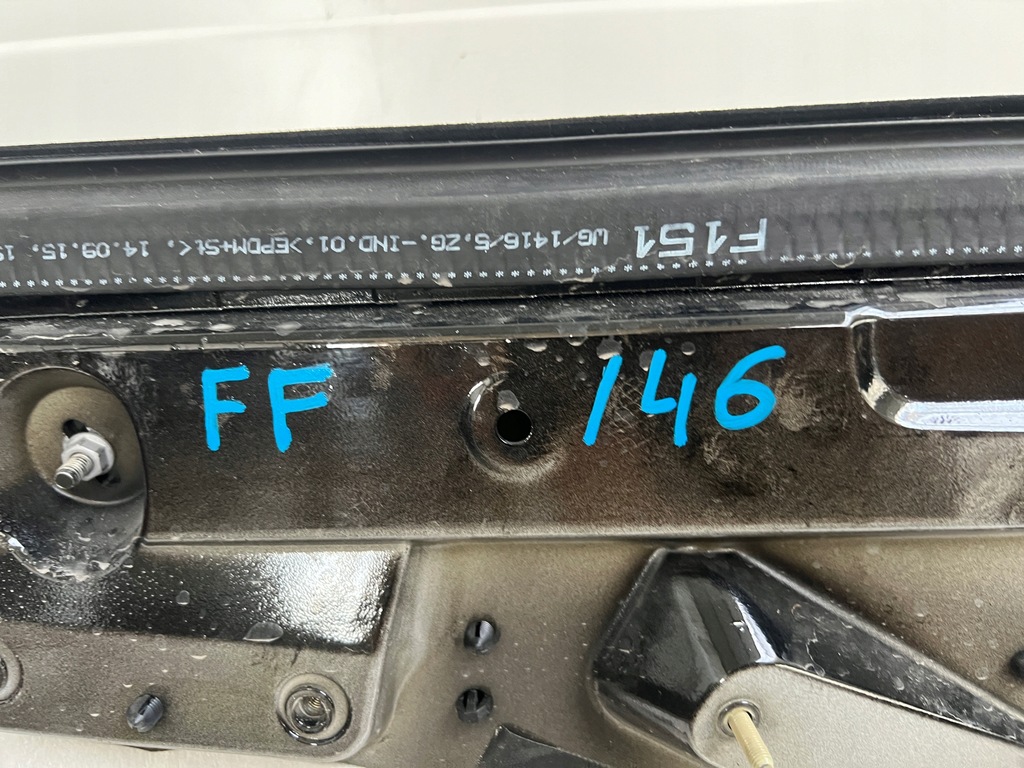 F151 WG/1416/5,ZG.-IND.01,>EPDM+St<, 14.09.15,
FF 146